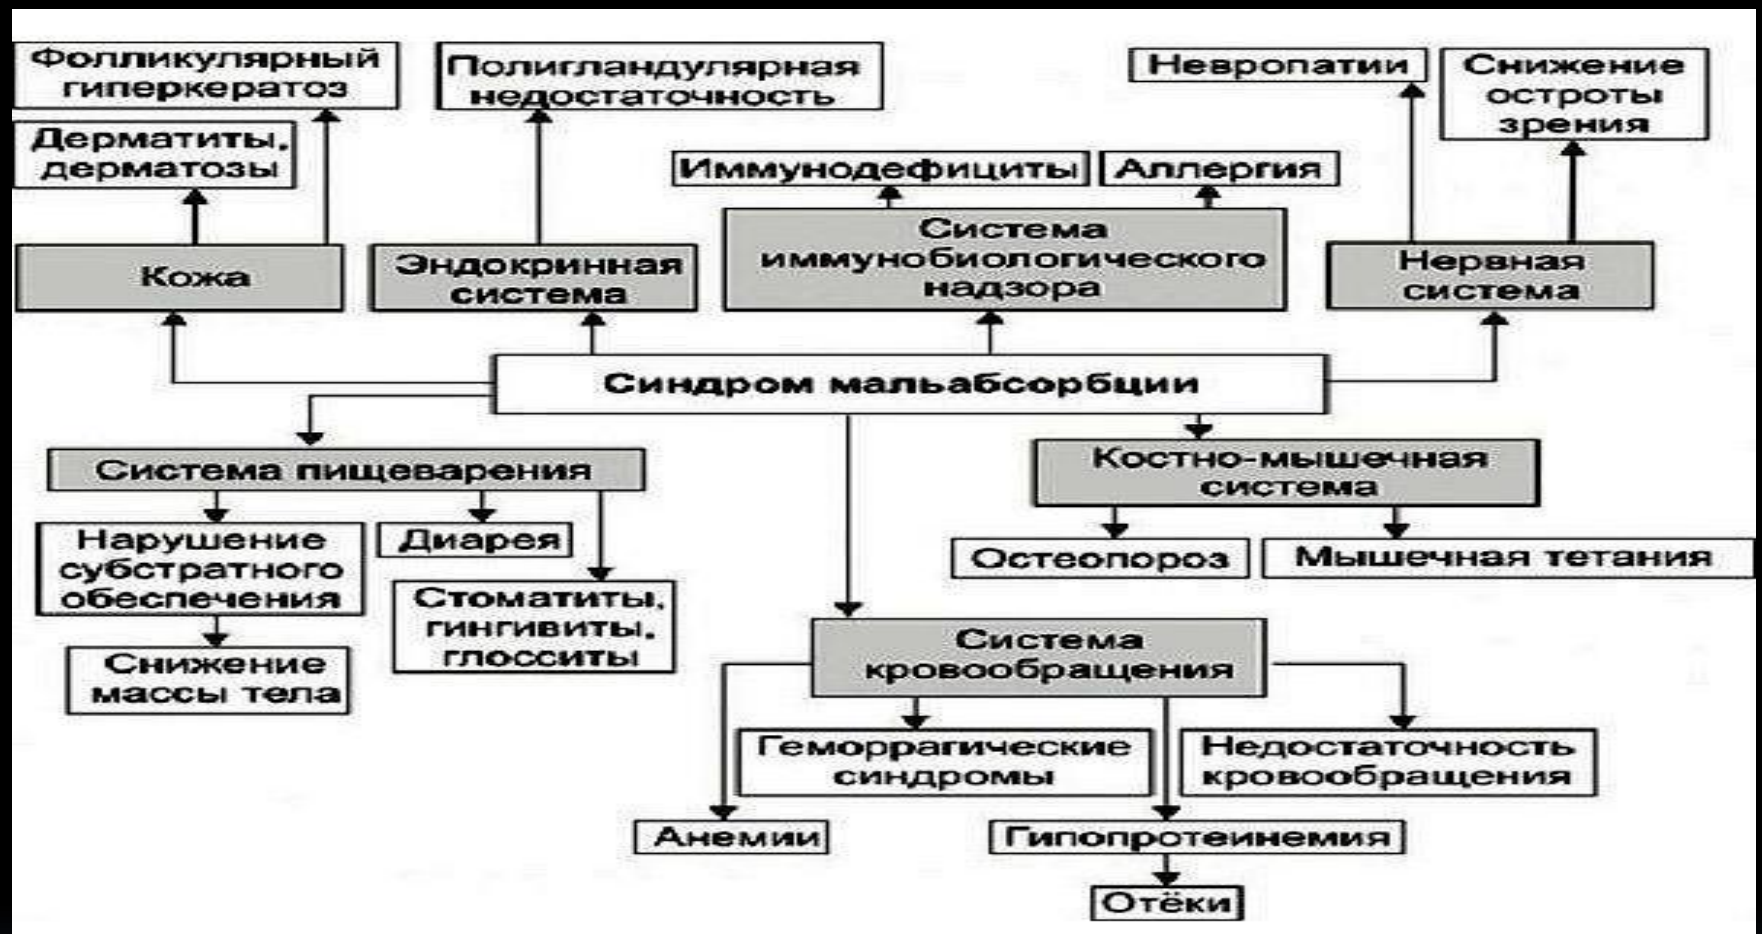 Фолликулярный
гиперкератоз
Полигландулярная
недостаточность
Невропатии
Снижение
остроты
зрения
Дерматиты,
дерматозы
Иммунодефициты
Аллергия
Кожа
Эндокринная
система
Система
иммунобиологического
надзора
Нервная
система
Синдром мальабсорбции
Система пищеварения
Костно-мышечная
система
Нарушение
субстратного
обеспечения
Диарея
Остеопороз
Мышечная тетания
Стоматиты,
гингивиты,
глосситы
Снижение
массы тела
Система
кровообращения
Геморрагические
синдромы
Недостаточность
кровообращения
Анемии
Гипопротеинемия
Отёки